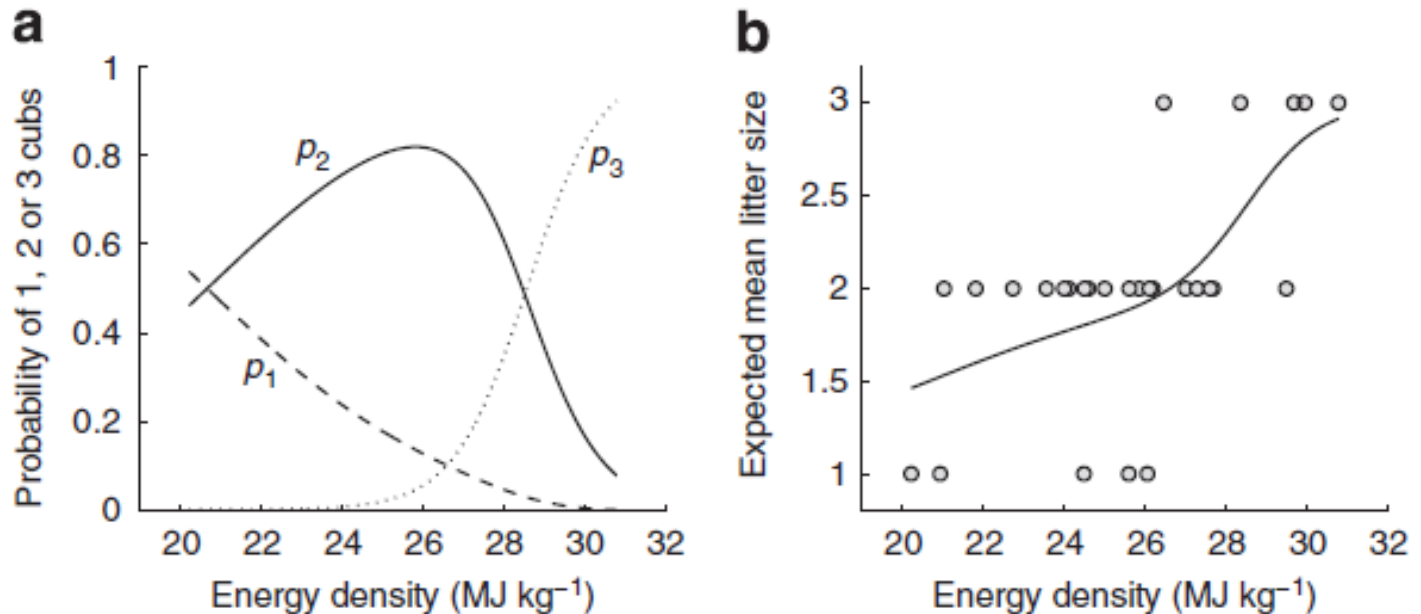 a
Probability of 1, 2 or 3 cubs
1
0.8
0.6
0.4
0.2
0
p2
p1
p3
20 22 24 26 28 30 32
Energy density (MJ kg–1)
b
Expected mean litter size
3
2.5
2
1.5
1
20 22 24 26 28 30 32
Energy density (MJ kg–1)